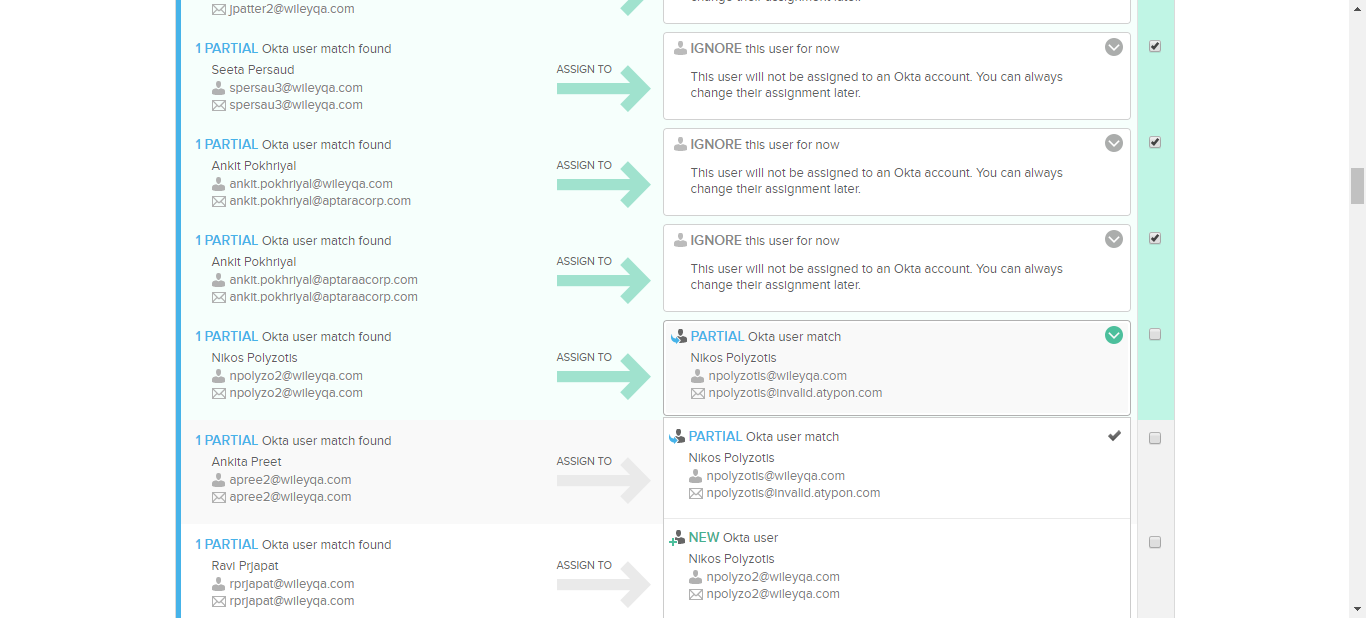 jpatter2@wileyqa.com
change their assignment later.
1 PARTIAL Okta user match found
Seeta Persaud
spersau3@wileyqa.com
spersau3@wileyqa.com
ASSIGN TO
IGNORE this user for now
This user will not be assigned to an Okta account. You can always
change their assignment later.
1 PARTIAL Okta user match found
Ankit Pokhriyal
ankit.pokhriyal@wileyqa.com
ankit.pokhriyal@aptaracorp.com
ASSIGN TO
IGNORE this user for now
This user will not be assigned to an Okta account. You can always
change their assignment later.
1 PARTIAL Okta user match found
Ankit Pokhriyal
ankit.pokhriyal@aptaraacorp.com
ankit.pokhriyal@aptaraacorp.com
ASSIGN TO
IGNORE this user for now
This user will not be assigned to an Okta account. You can always
change their assignment later.
1 PARTIAL Okta user match found
Nikos Polyzotis
npolyzo2@wileyqa.com
npolyzo2@wileyqa.com
ASSIGN TO
PARTIAL Okta user match
Nikos Polyzotis
npolyzotis@wileyqa.com
npolyzotis@invalid.atypon.com
1 PARTIAL Okta user match found
Ankita Preet
apree2@wileyqa.com
apree2@wileyqa.com
ASSIGN TO
PARTIAL Okta user match
Nikos Polyzotis
npolyzotis@wileyqa.com
npolyzotis@invalid.atypon.com
1 PARTIAL Okta user match found
Ravi Prjapat
rprjapat@wileyqa.com
rprjapat@wileyqa.com
ASSIGN TO
NEW Okta user
Nikos Polyzotis
npolyzo2@wileyqa.com
npolyzo2@wileyqa.com